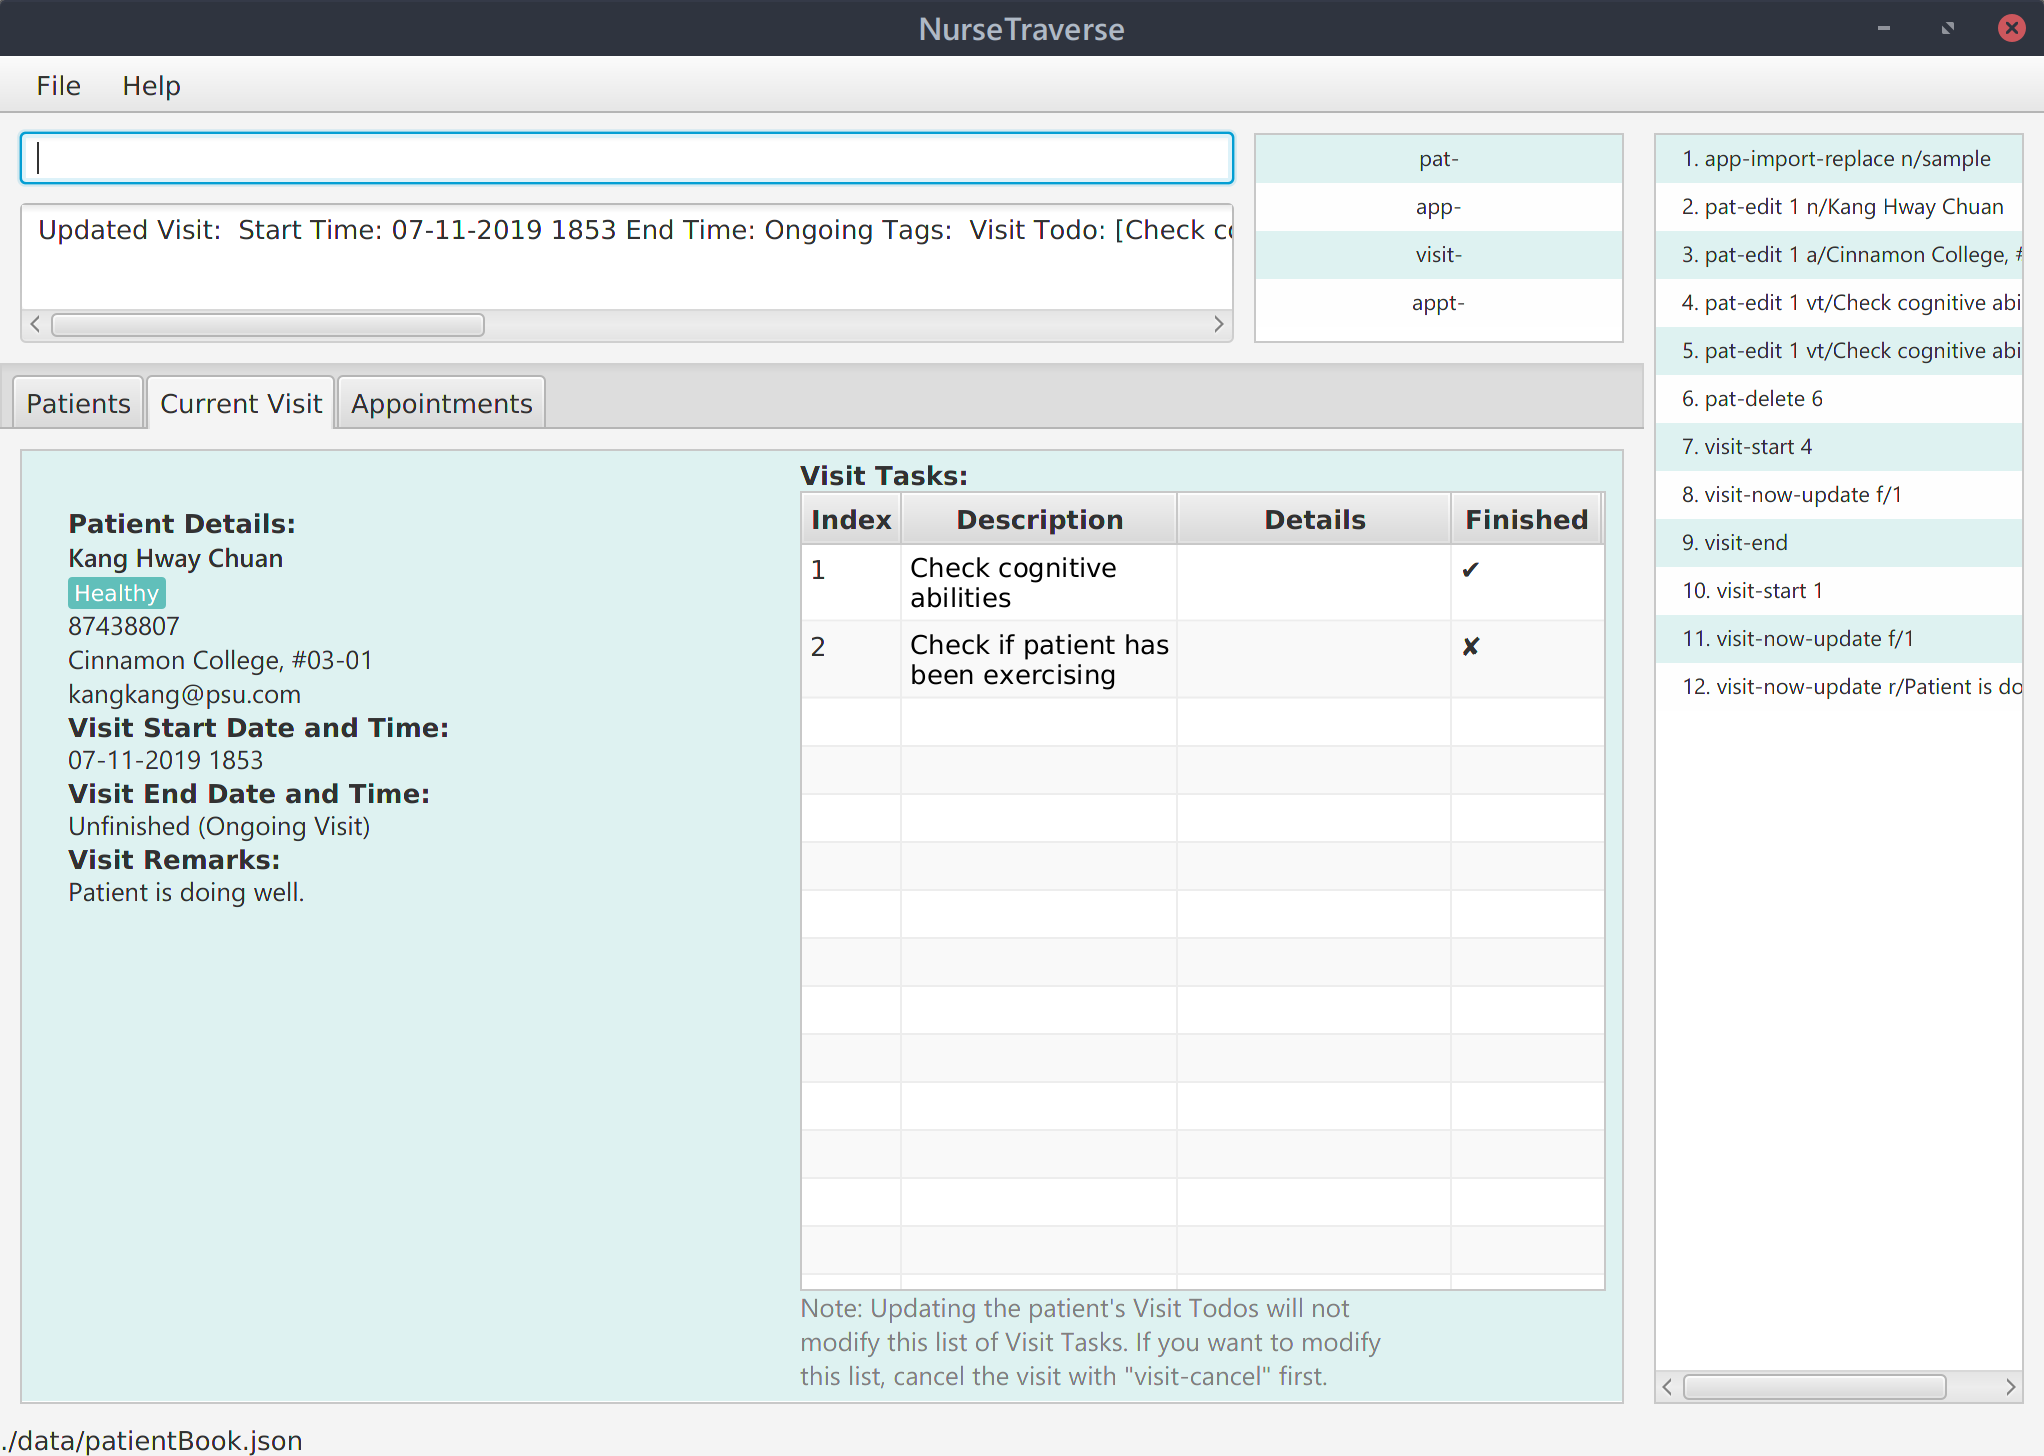 NurseTraverse
File Help
Updated Visit:  Start Time: 07-11-2019 1853 End Time: Ongoing Tags:  Visit Todo: [Check
pat-
app-
visit-
appt-
1. app-import-replace n/sample
2. pat-edit 1 n/Kang Hway Chuan
3. pat-edit 1 a/Cinnamon College,
4. pat-edit 1 vt/Check cognitive abi
5. pat-edit 1 vt/Check cognitive abi
6. pat-delete 6
7. visit-start 4
8. visit-now-update f/1
9. visit-end
10. visit-start 1
11. visit-now-update f/1
12. visit-now-update r/Patient is do
Patients Current Visit Appointments
Patient Details:
Kang Hway Chuan
Healthy
87438807
Cinnamon College, #03-01
kangkang@psu.com
Visit Start Date and Time:
07-11-2019 1853
Visit End Date and Time:
Unfinished (Ongoing Visit)
Visit Remarks:
Patient is doing well.
Visit Tasks:
Index Description Details Finished
1 Check cognitive ✔
abilities
2 Check if patient has ✘
been exercising
Note: Updating the patient's Visit Todos will not
modify this list of Visit Tasks. If you want to modify
this list, cancel the visit with "visit-cancel" first.
./data/patientBook.json